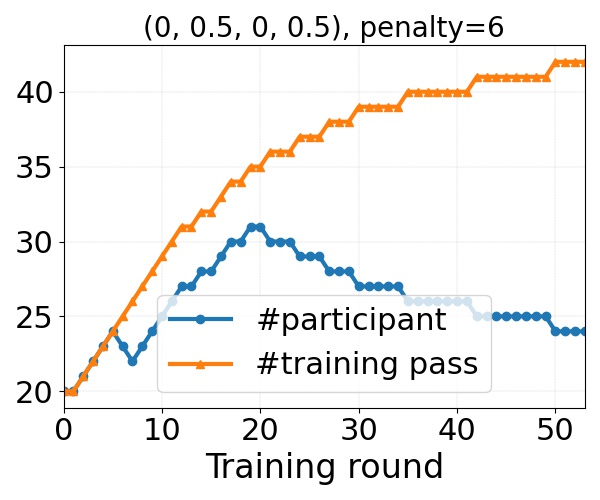 (0, 0.5, 0, 0.5), penalty=6
40
35
30
25
20
#participant
#training pass
0 10 20 30 40 50
Training round